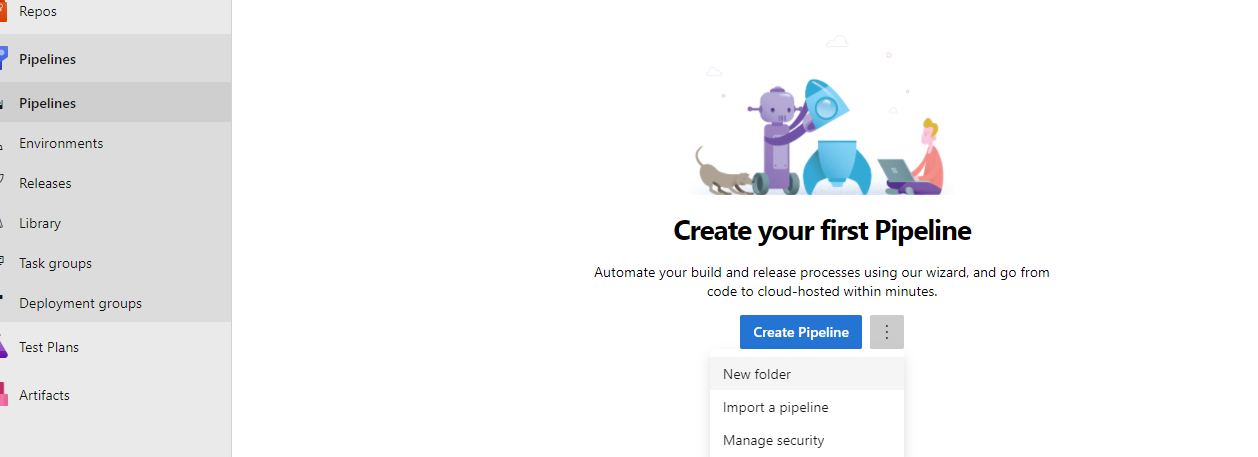 Repos
Pipelines
Pipelines
Environments
Releases
Library
Task groups
Deployment groups
Test Plans
Artifacts
Create your first Pipeline
Automate your build and release processes using our wizard, and go from
code to cloud-hosted within minutes.
Create Pipeline
New folder
Import a pipeline
Manage security